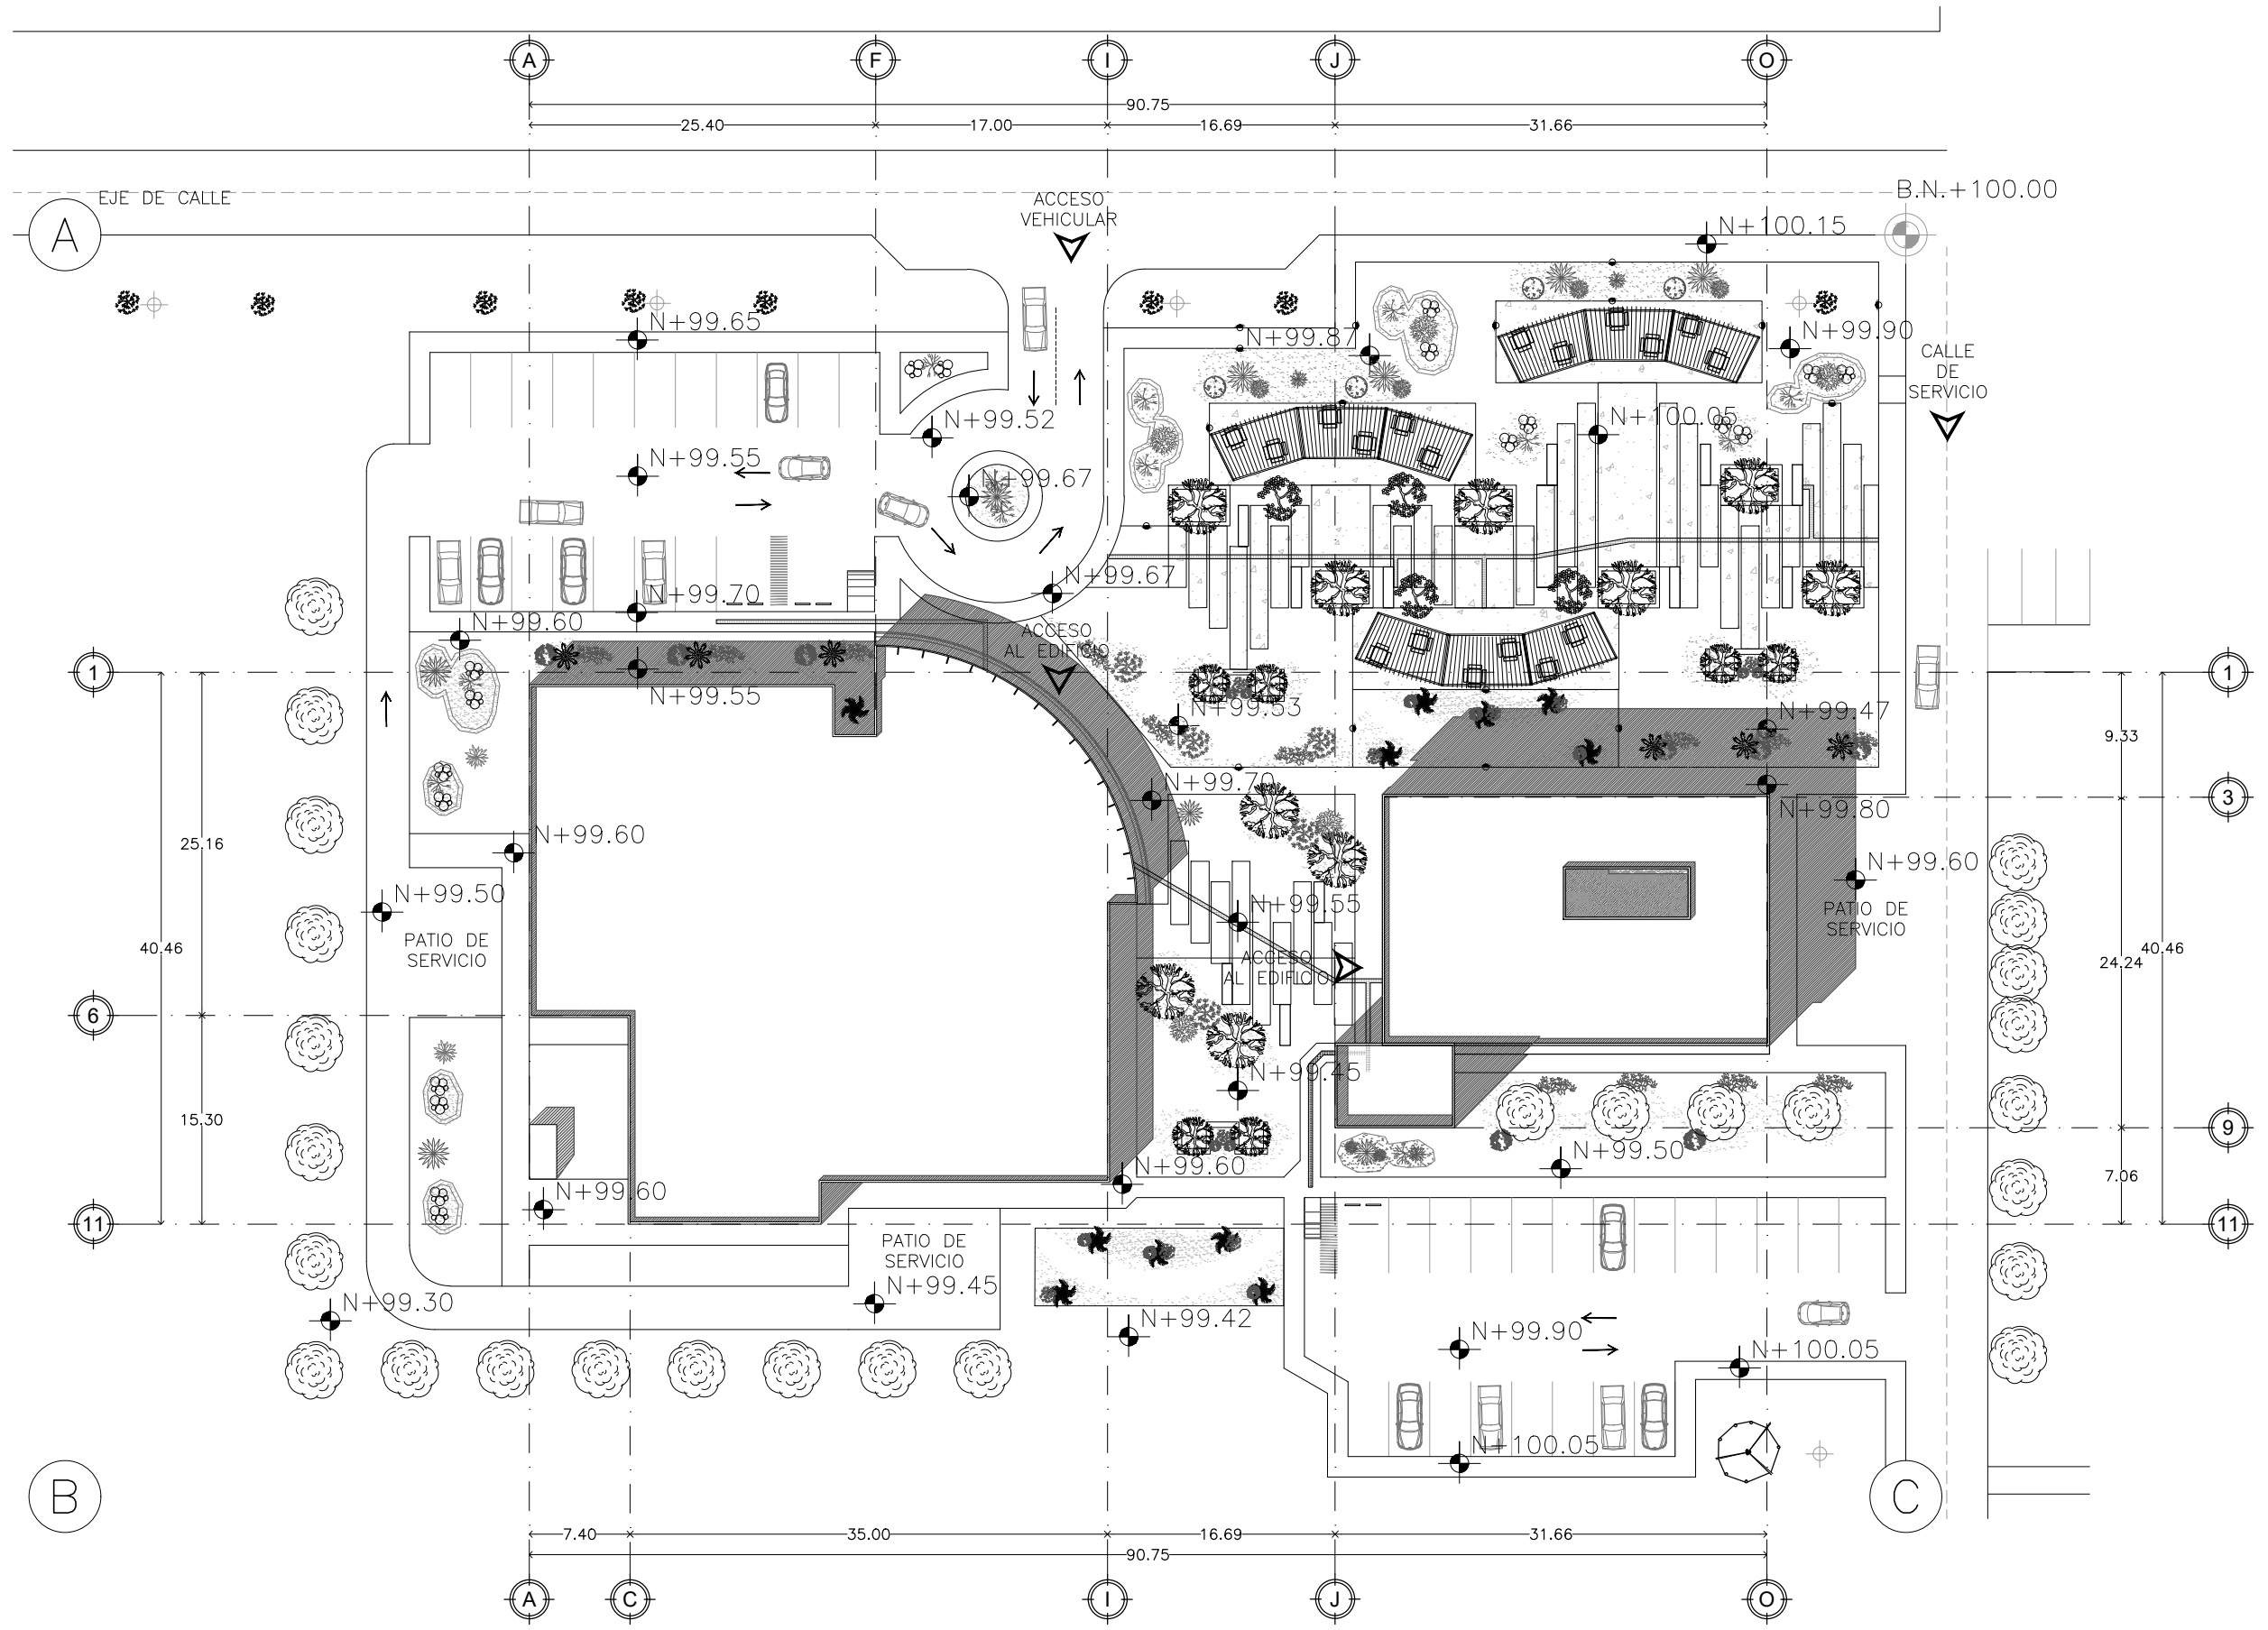 A F I J O
90.75
25.40 17.00 16.69 31.66
EJE DE CALLE
ACCESO
VEHICULAR
B.N.+100.00
A
N+100.15
N+99.65
N+99.87
N+99.90
CALLE
DE
SERVICIO
N+99.52
N+100.05
N+99.55
N+99.67
N+99.67
N+99.70
N+99.60
ACCESO
AL EDIFICIO
1
1
N+99.55
N+99.53
N+99.47
9.33
N+99.70
3
N+99.80
N+99.60
25.16
N+99.60
N+99.50
N+99.55
PATIO DE
SERVICIO
PATIO DE
SERVICIO
40.46
40.46
ACCESO
AL EDIFICIO
24.24
6
N+99.45
15.30
9
N+99.60
N+99.50
7.06
N+99.60
11
11
PATIO DE
SERVICIO
N+99.45
N+99.30
N+99.42
N+99.90
N+100.05
N+100.05
B
C
7.40 35.00 16.69 31.66
90.75
A C I J O